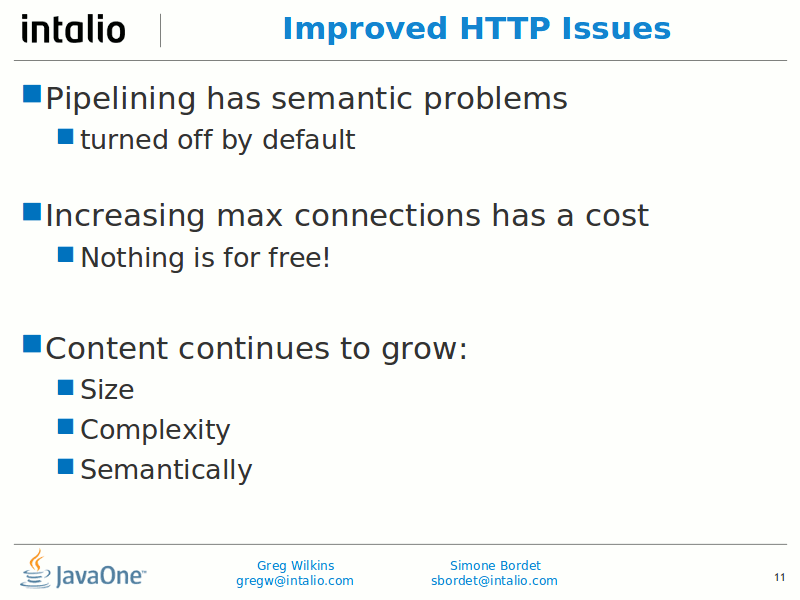 intalio
Improved HTTP Issues
Pipelining has semantic problems
turned off by default
Increasing max connections has a cost
Nothing is for free!
Content continues to grow:
Size
Complexity
Semantically
JavaOne™
Greg Wilkins
gregw@intalio.com
Simone Bordet
sbordet@intalio.com
11